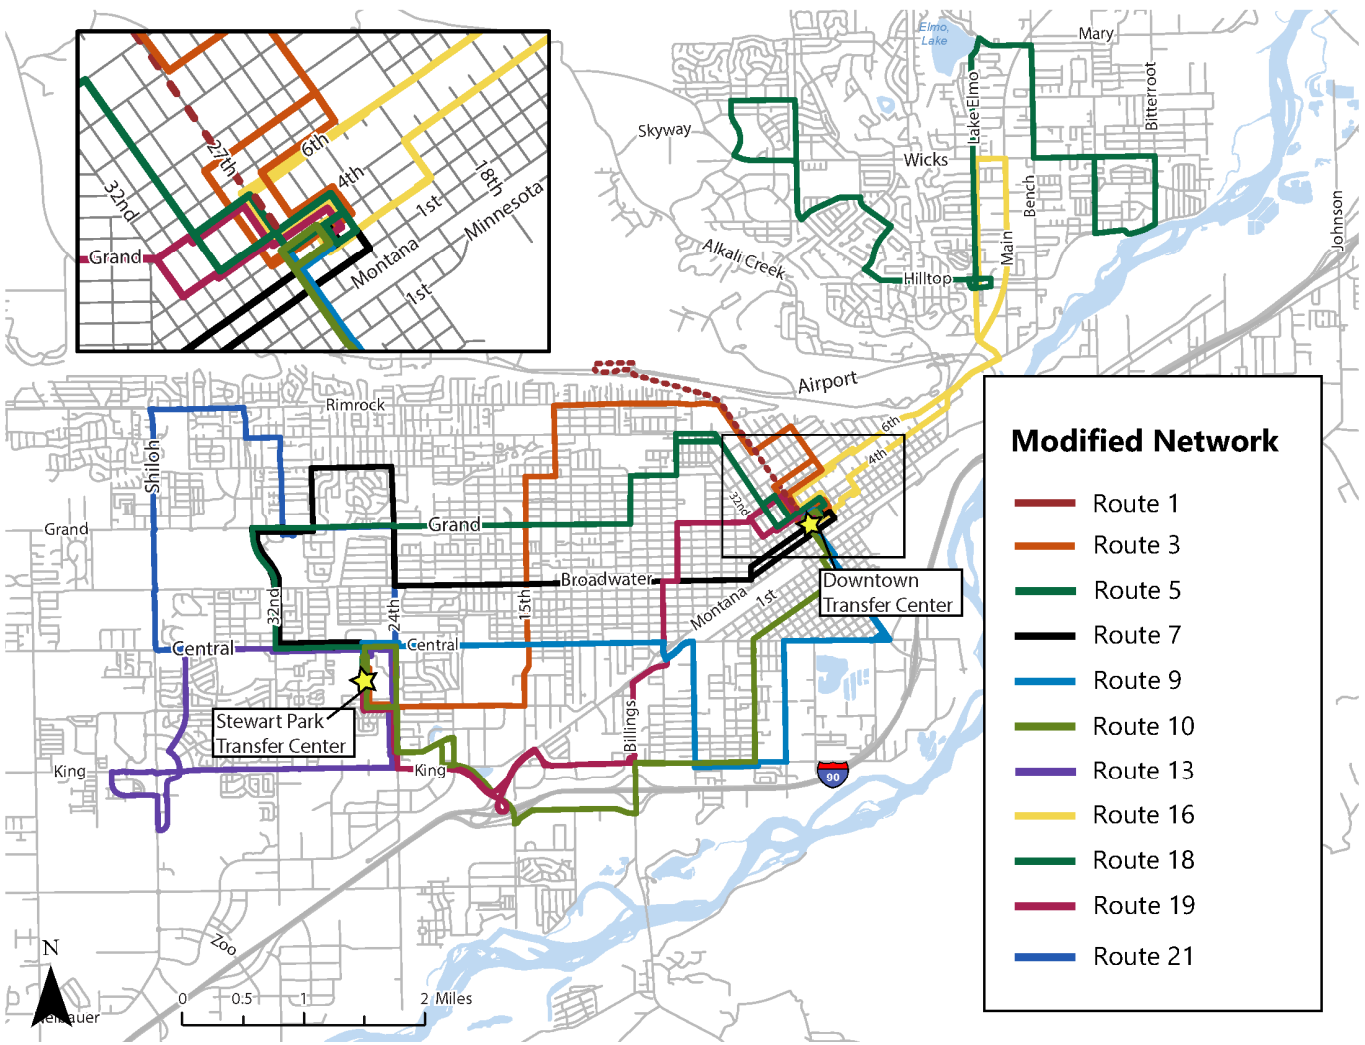 Elmo,
Lake
Mary
Lake Elmo
Bitterroot
Skyway
Wicks
Bench
Main
Johnson
Alkali Creek
Hilltop
27th
6th
4th
18th
32nd
1st
Minnesota
Grand
Montana
1st
Airport
Rimrock
6th
4th
Shiloh
32nd
Grand
Grand
Broadwater
Downtown
Transfer Center
32nd
24th
15th
Montana
1st
Central
Central
Stewart Park
Transfer Center
Billings
King
King
90
Zoo
N
0 0.5 1 2 Miles
Modified Network
Route 1
Route 3
Route 5
Route 7
Route 9
Route 10
Route 13
Route 16
Route 18
Route 19
Route 21